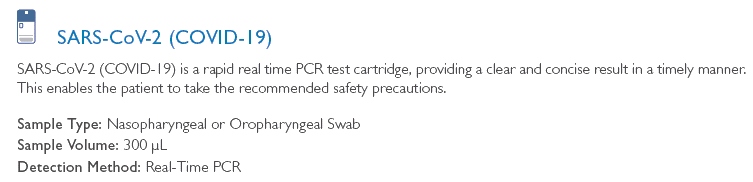 SARS-CoV-2 (COVID-19)
SARS-CoV-2 (COVID-19) is a rapid real time PCR test cartridge, providing a clear and concise result in a timely manner.
This enables the patient to take the recommended safety precautions.
Sample Type: Nasopharyngeal or Oropharyngeal Swab
Sample Volume: 300 µL
Detection Method: Real-Time PCR